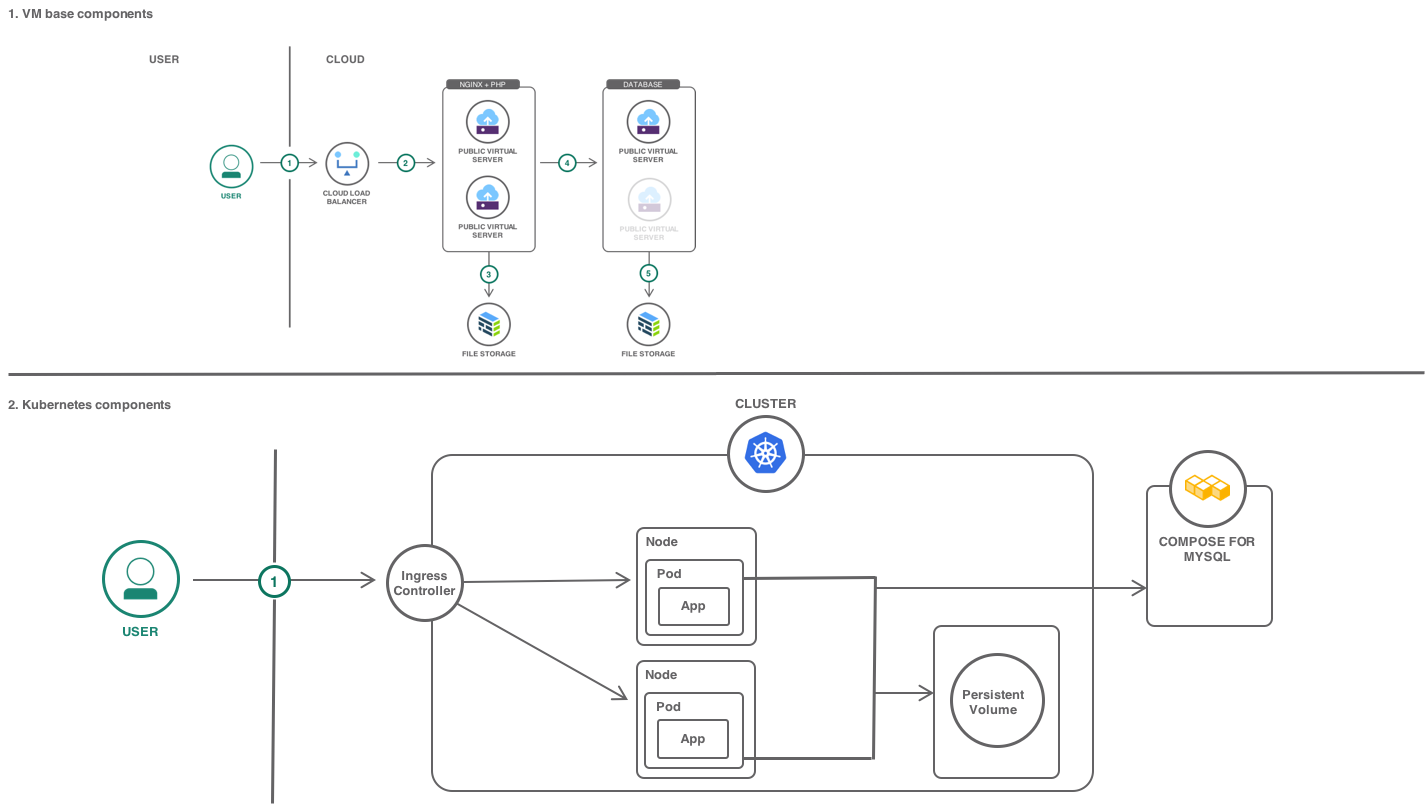 1. VM base components
USER
CLOUD
NGINX + PHP
DATABASE
PUBLIC VIRTUAL
SERVER
PUBLIC VIRTUAL
SERVER
1
2
4
USER
CLOUD LOAD
BALANCER
PUBLIC VIRTUAL
SERVER
PUBLIC VIRTUAL
SERVER
3
5
FILE STORAGE
FILE STORAGE
2. Kubernetes components
CLUSTER
COMPOSE FOR
MYSQL
Node
Pod
App
1
Ingress
Controller
USER
Node
Pod
App
Persistent
Volume